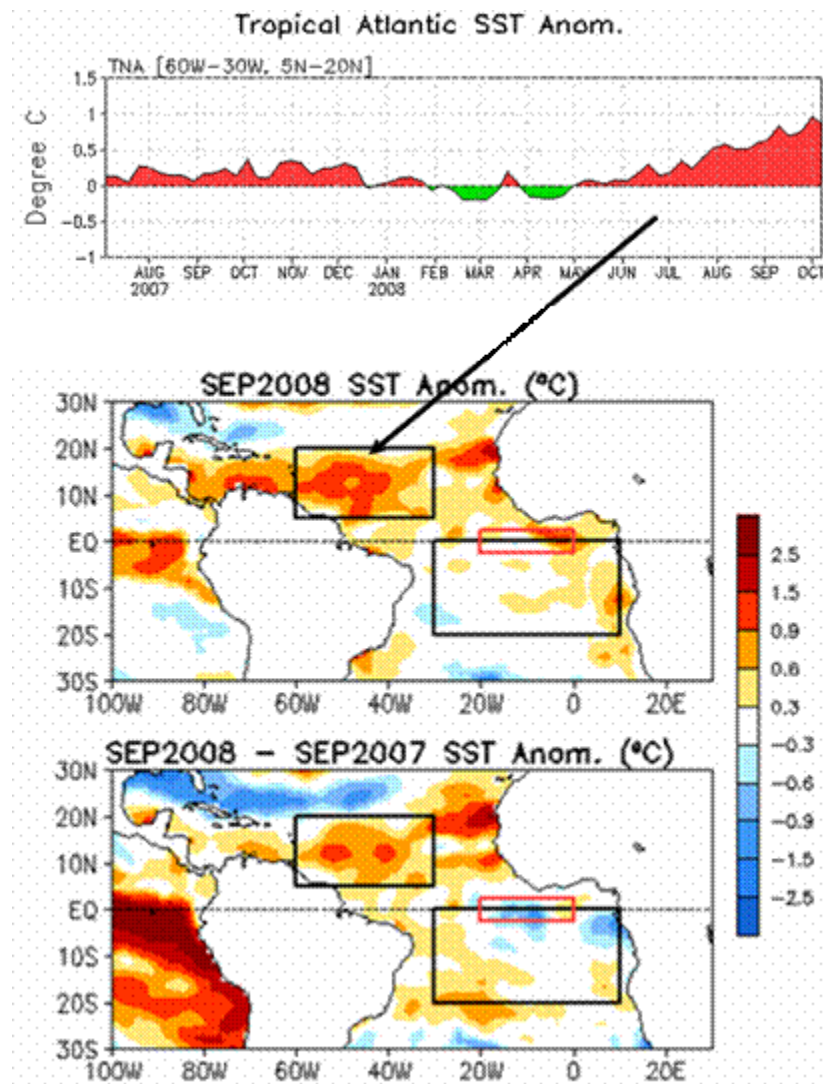 Tropical Atlantic SST Anom.
TNA [60W-30W, 5N-20N]
Degree C
1.5
1
0.5
0
-0.5
-1
AUG SEP OCT NOV DEC JAN FEB MAR APR MAY JUN JUL AUG SEP OCT
2007 2008
SEP2008 SST Anom. (°C)
30N
20N
10N
EQ
10S
20S
30S
100W 80W 60W 40W 20W 0 20E
2.5
1.5
0.9
0.6
0.3
-0.3
-0.6
-0.9
-1.5
-2.5
SEP2008 - SEP2007 SST Anom. (°C)
30N
20N
10N
EQ
10S
20S
30S
100W 80W 60W 40W 20W 0 20E